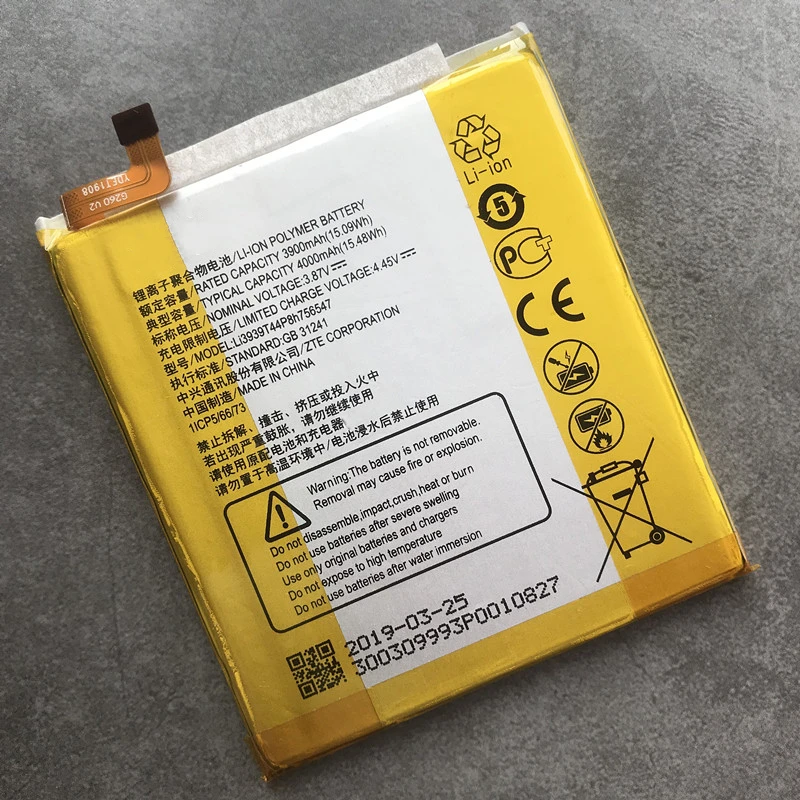 G260 V2
YDET1908
Li-ion
5
锂离子聚合物电池/LI-ION POLYMER BATTERY
额定容量/RATED CAPACITY 3900mAh(15.09Wh)
典型容量/TYPICAL CAPACITY 4000mAh(15.48Wh)
标称电压/NOMINAL VOLTAGE:3.87V⎓
充电限制电压/LIMITED CHARGE VOLTAGE:4.45V⎓
型号/MODEL:Li3939T44P8h756547
执行标准/STANDARD:GB 31241
中兴通讯股份有限公司/ZTE CORPORATION
中国制造/MADE IN CHINA
1ICP5/66/73
禁止拆解、撞击、挤压或投入火中
若出现严重鼓胀，请勿继续使用
请使用原配电池和充电器
请勿置于高温环境中/电池浸水后禁止使用
Warning:The battery is not removable.
Removal may cause fire or explosion.
Do not disassemble,impact,crush,heat or burn
Do not use batteries after severe swelling
Use only original batteries and chargers
Do not expose to high temperature
Do not use batteries after water immersion
CE
2019-03-25
300309993P0010827